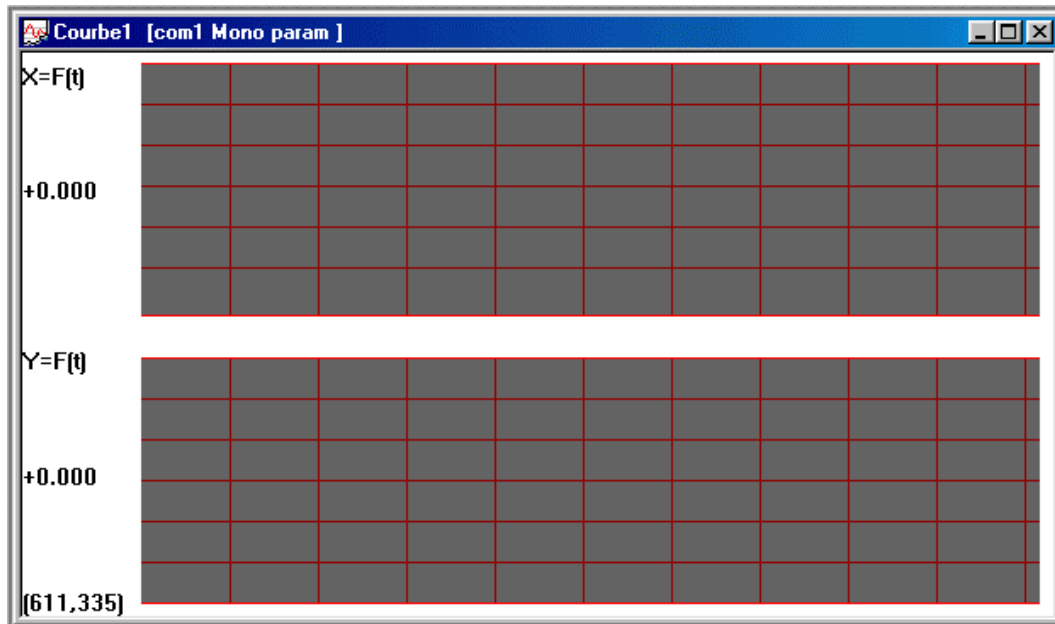 Courbe1 [com1 Mono param ]
X=F(t)
+0.000
Y=F(t)
+0.000
(611,335)